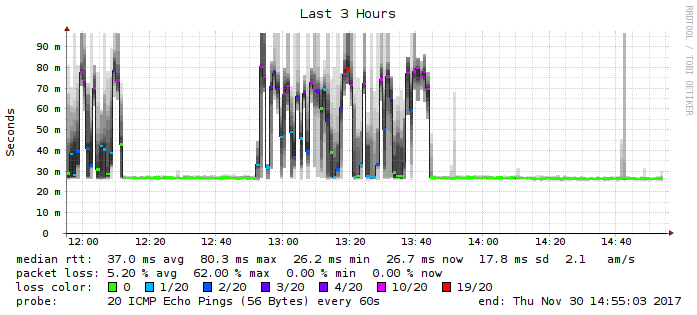 Last 3 Hours
RRDTOOL / TOBI OETIKER
Seconds
90 m
80 m
70 m
60 m
50 m
40 m
30 m
20 m
10 m
0
12:00 12:20 12:40 13:00 13:20 13:40 14:00 14:20 14:40
median rtt: 37.0 ms avg 80.3 ms max 26.2 ms min 26.7 ms now 17.8 ms sd 2.1 am/s
packet loss: 5.20 % avg 62.00 % max 0.00 % min 0.00 % now
loss color: 0 1/20 2/20 3/20 4/20 10/20 19/20
probe: 20 ICMP Echo Pings (56 Bytes) every 60s end: Thu Nov 30 14:55:03 2017